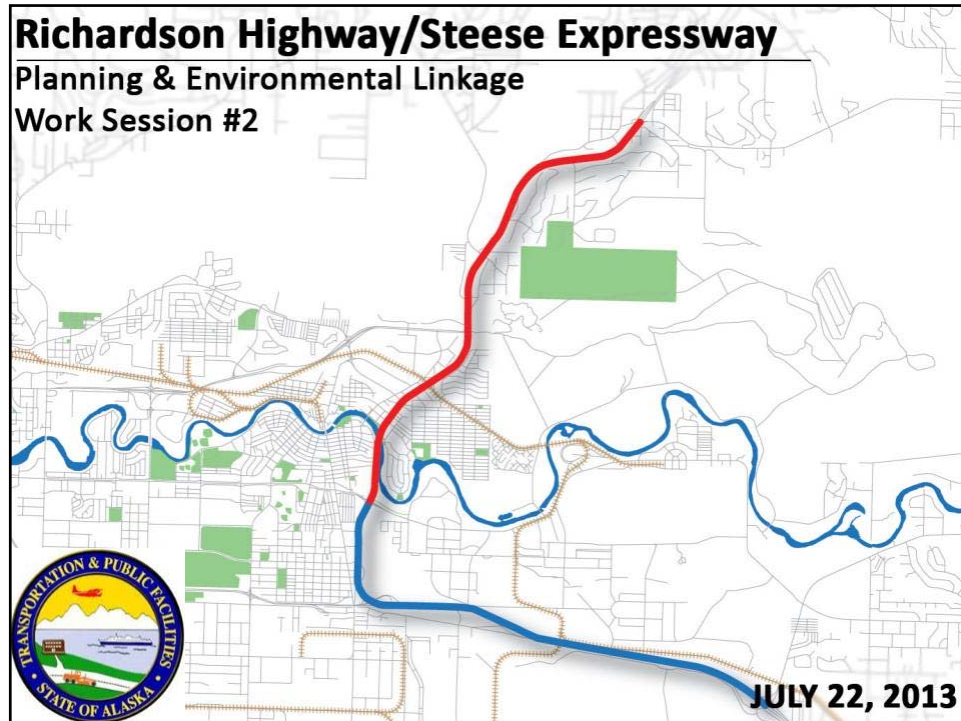 Richardson Highway/Steese Expressway
Planning & Environmental Linkage
Work Session #2
TRANSPORTATION & PUBLIC FACILITIES
STATE OF ALASKA
JULY 22, 2013